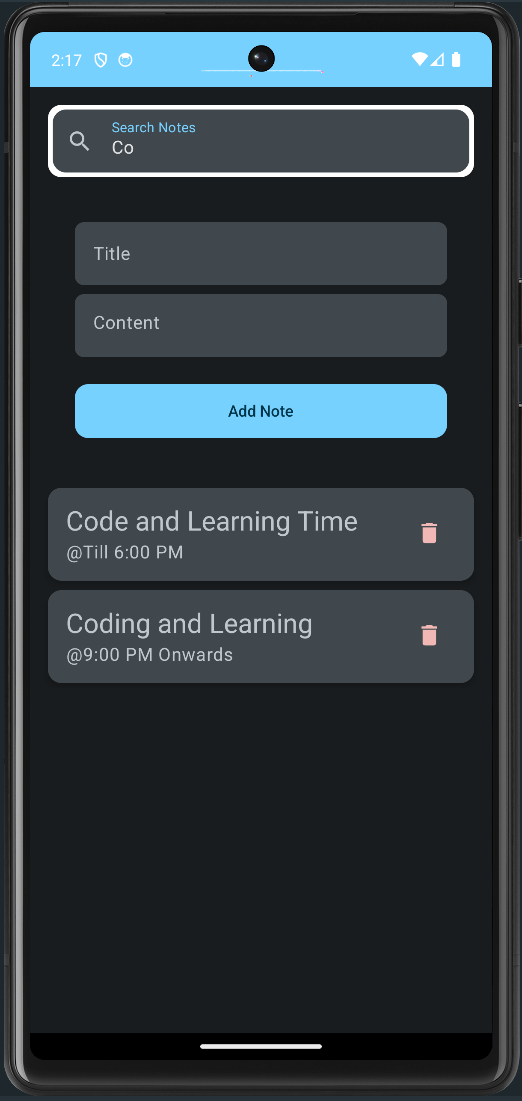 2:17
Search Notes
Co
Title
Content
Add Note
Code and Learning Time
@Till 6:00 PM
Coding and Learning
@9:00 PM Onwards